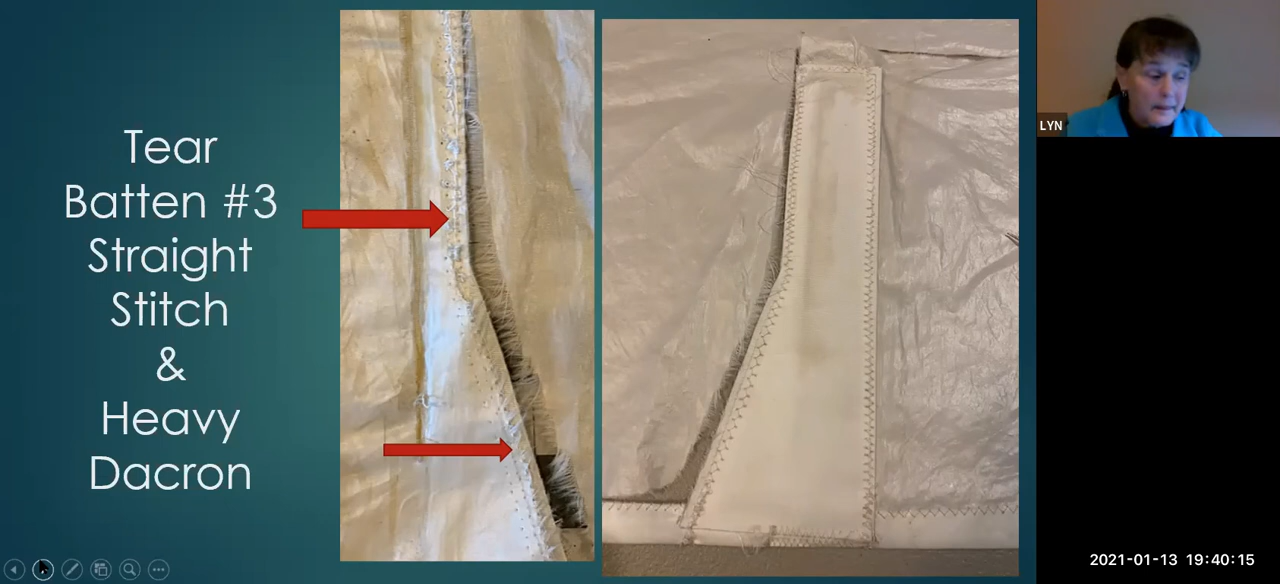 Tear
Batten #3
Straight
Stitch
&
Heavy
Dacron
LYN
2021-01-13 19:40:15